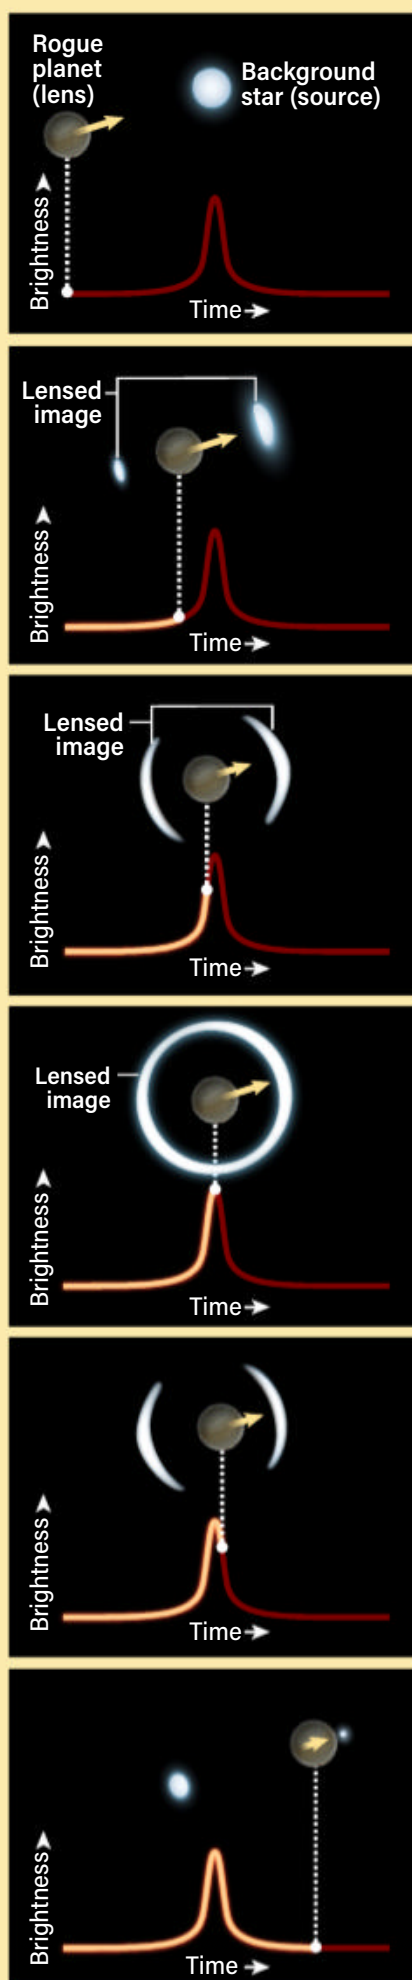 Rogue
planet
(lens)
Background
star (source)
Brightness
Time
Lensed
image
Brightness
Time
Lensed
image
Brightness
Time
Lensed
image
Brightness
Time
Brightness
Time
Brightness
Time